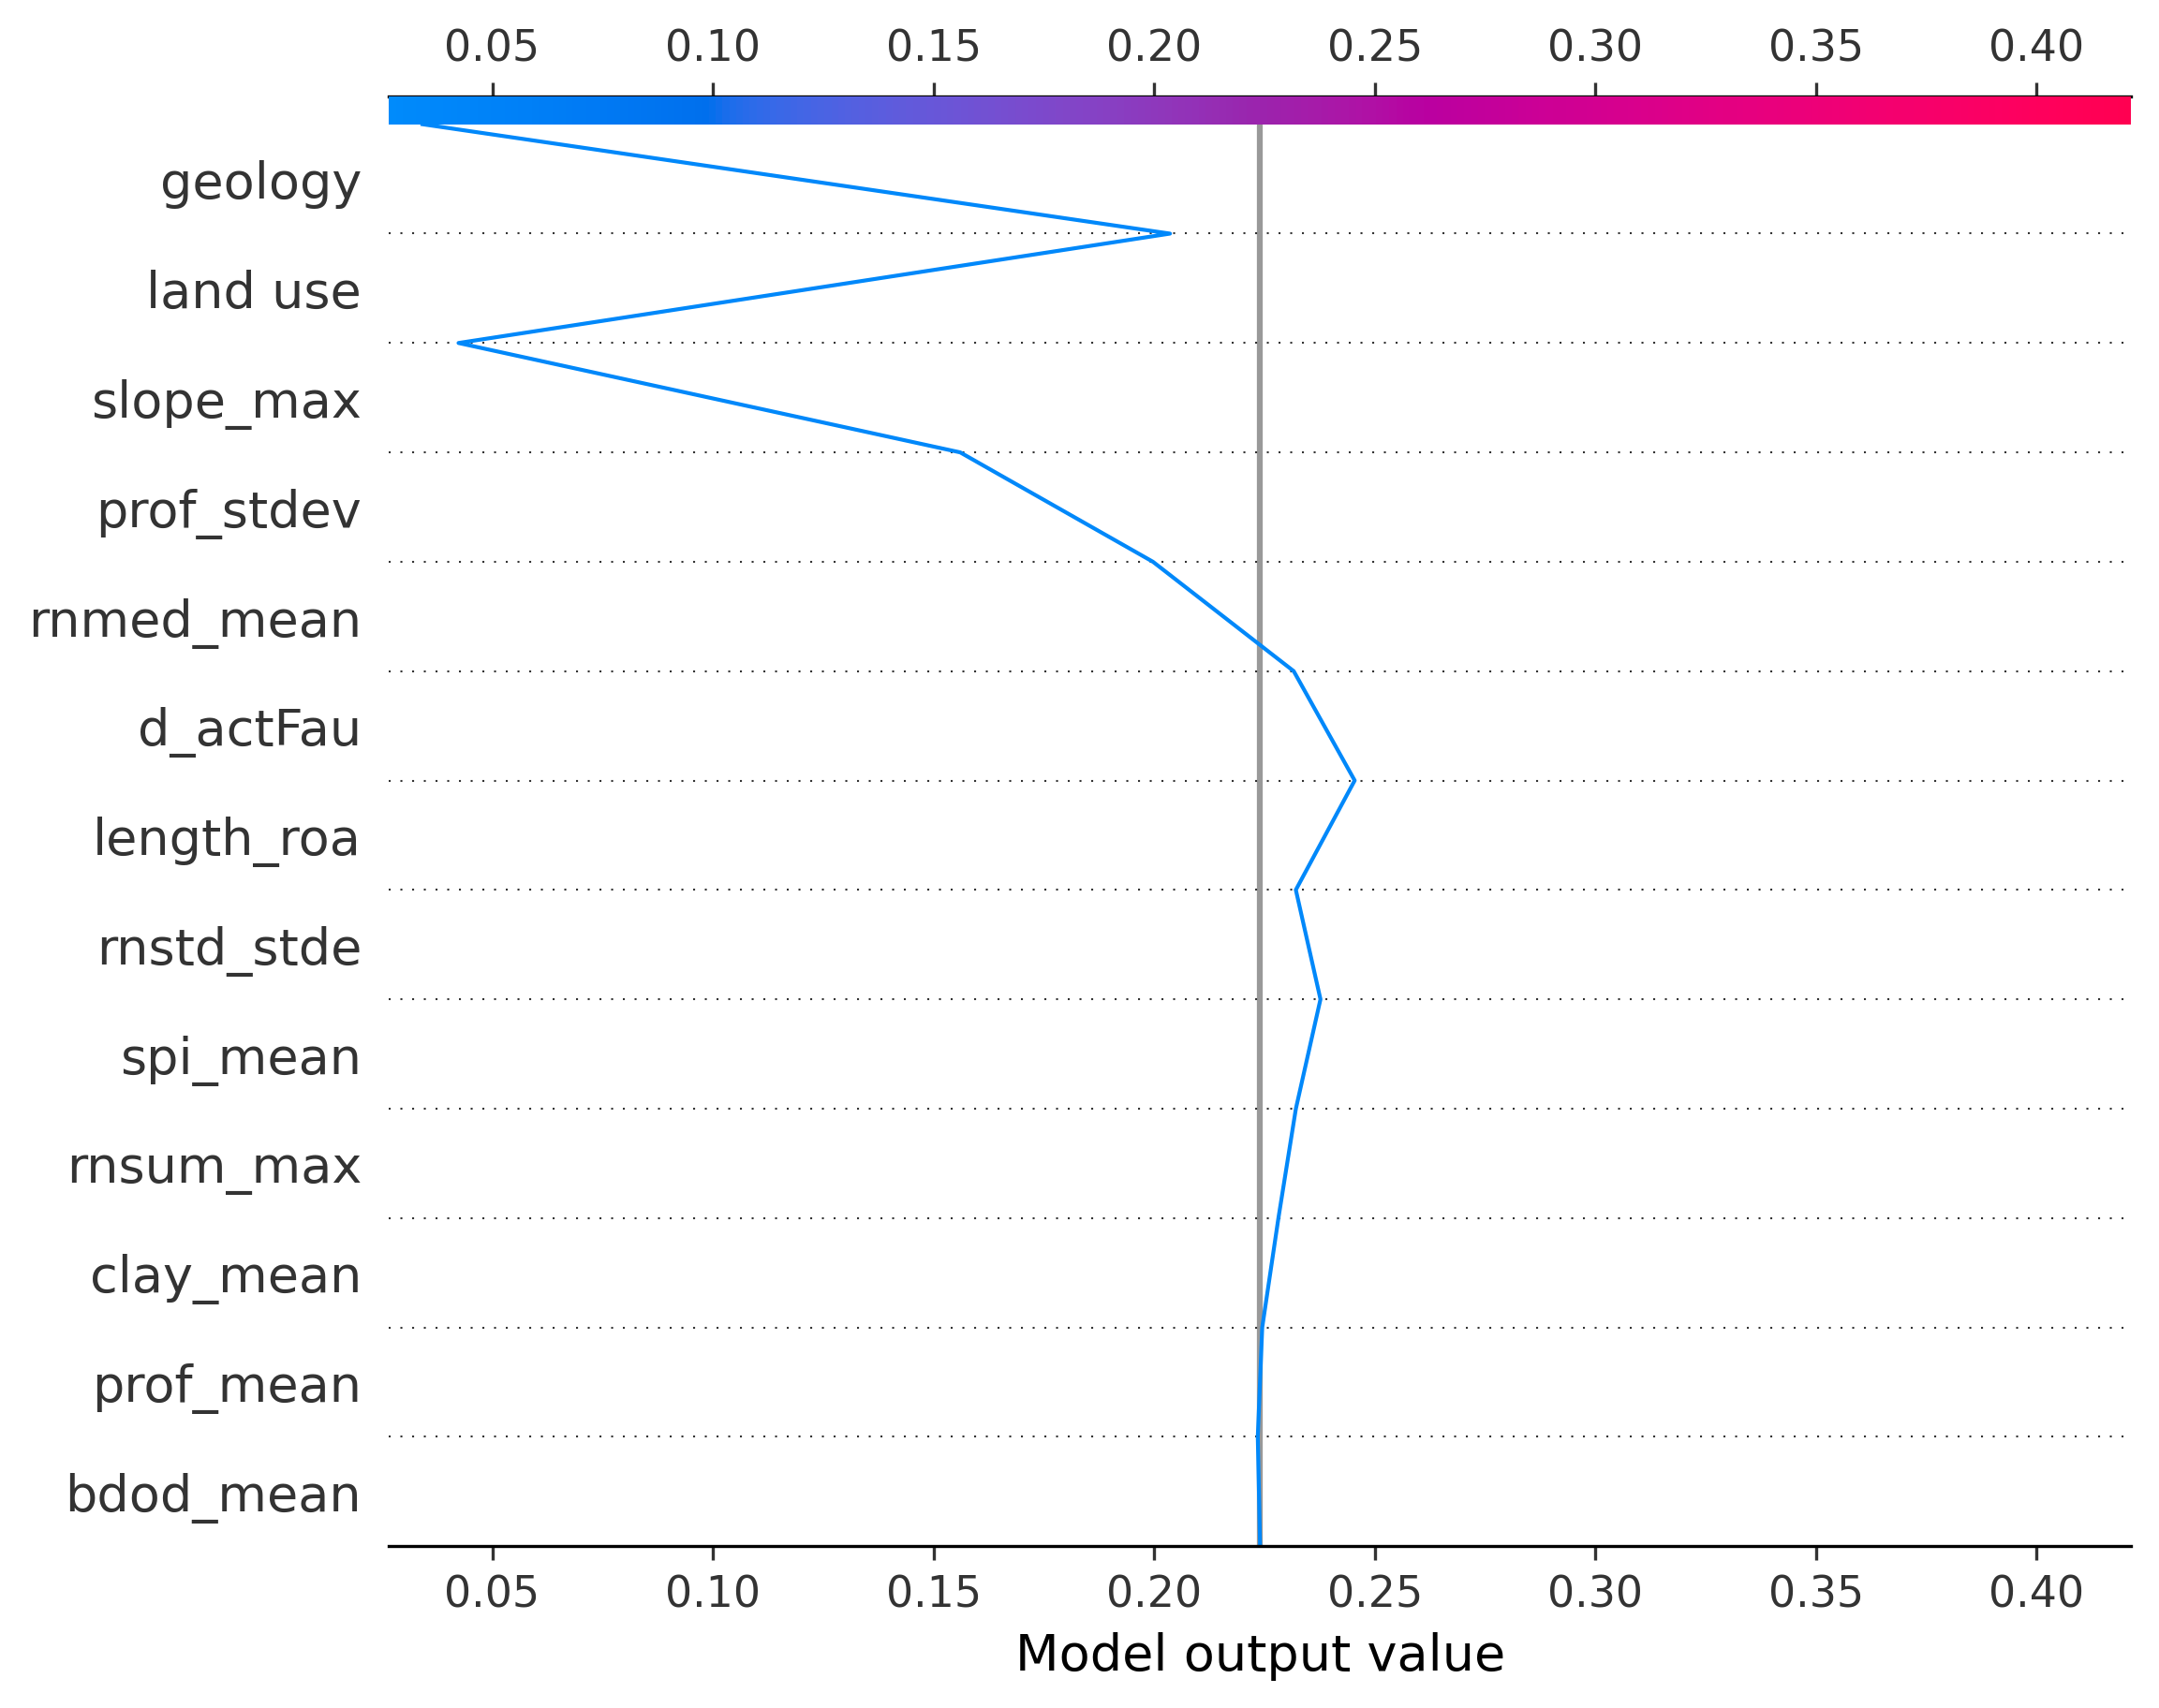 0.05 0.10 0.15 0.20 0.25 0.30 0.35 0.40
geology
land use
slope_max
prof_stdev
rnmed_mean
d_actFau
length_roa
rnstd_stde
spi_mean
rnsum_max
clay_mean
prof_mean
bdod_mean
0.05 0.10 0.15 0.20 0.25 0.30 0.35 0.40
Model output value